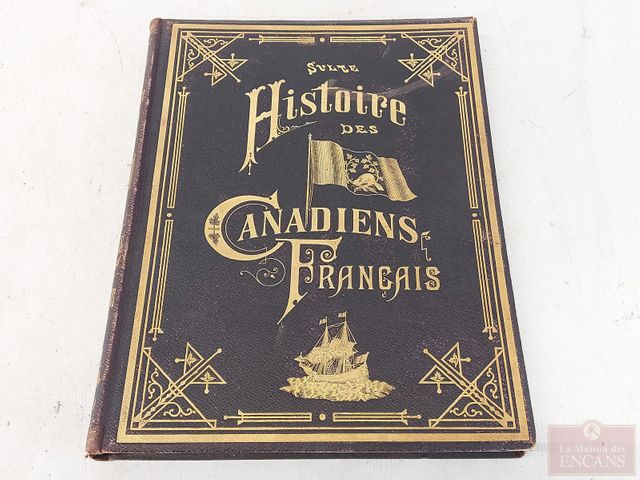 SULTE
Histoire
DES
CANADIENS
FRANÇAIS
La Maison des
ENCANS